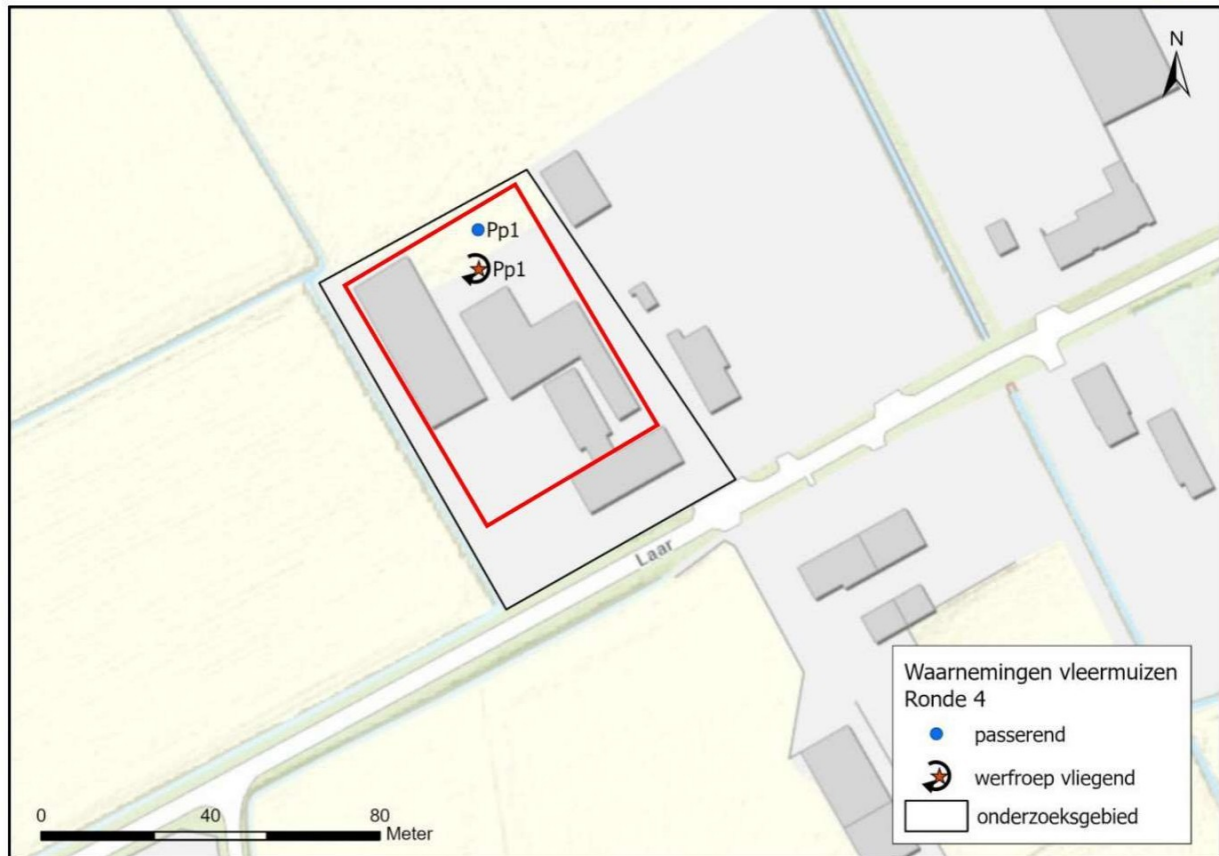 N
Pp1
Pp1
Laar
Waarnemingen vleermuizen
Ronde 4
passerend
werfroep vliegend
onderzoeksgebied
0 40 80
Meter